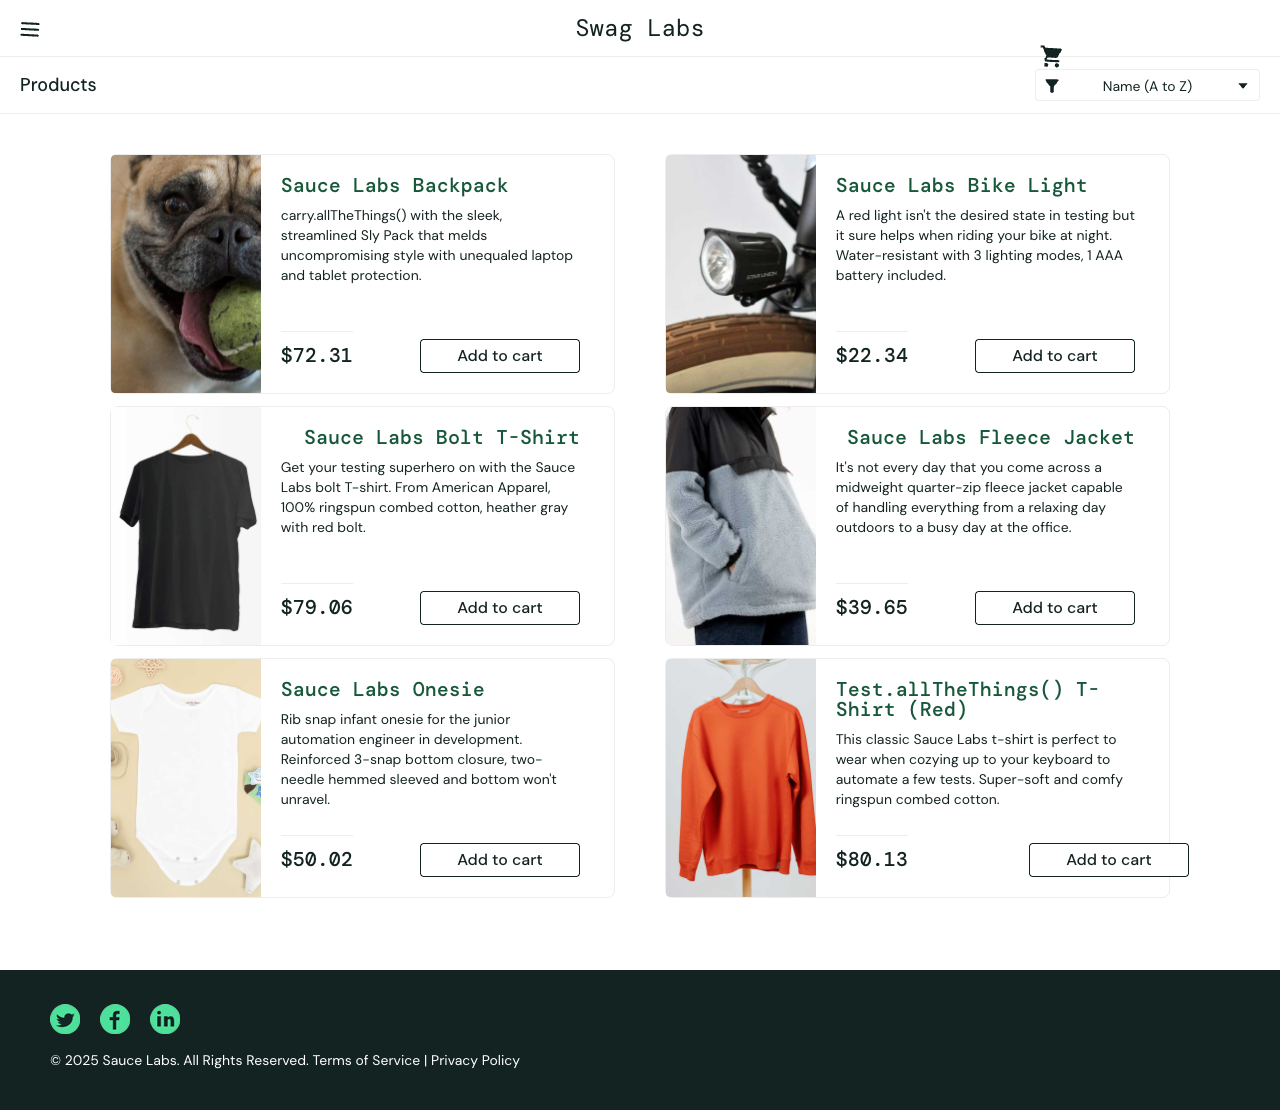 Swag Labs
Products
Name (A to Z)
Sauce Labs Backpack
carry.allTheThings() with the sleek,
streamlined Sly Pack that melds
uncompromising style with unequaled laptop
and tablet protection.
$72.31
Add to cart
Sauce Labs Bike Light
A red light isn't the desired state in testing but
it sure helps when riding your bike at night.
Water-resistant with 3 lighting modes, 1 AAA
battery included.
$22.34
Add to cart
Sauce Labs Bolt T-Shirt
Get your testing superhero on with the Sauce
Labs bolt T-shirt. From American Apparel,
100% ringspun combed cotton, heather gray
with red bolt.
$79.06
Add to cart
Sauce Labs Fleece Jacket
It's not every day that you come across a
midweight quarter-zip fleece jacket capable
of handling everything from a relaxing day
outdoors to a busy day at the office.
$39.65
Add to cart
Sauce Labs Onesie
Rib snap infant onesie for the junior
automation engineer in development.
Reinforced 3-snap bottom closure, two-
needle hemmed sleeved and bottom won't
unravel.
$50.02
Add to cart
Test.allTheThings() T-
Shirt (Red)
This classic Sauce Labs t-shirt is perfect to
wear when cozying up to your keyboard to
automate a few tests. Super-soft and comfy
ringspun combed cotton.
$80.13
Add to cart
© 2025 Sauce Labs. All Rights Reserved. Terms of Service | Privacy Policy